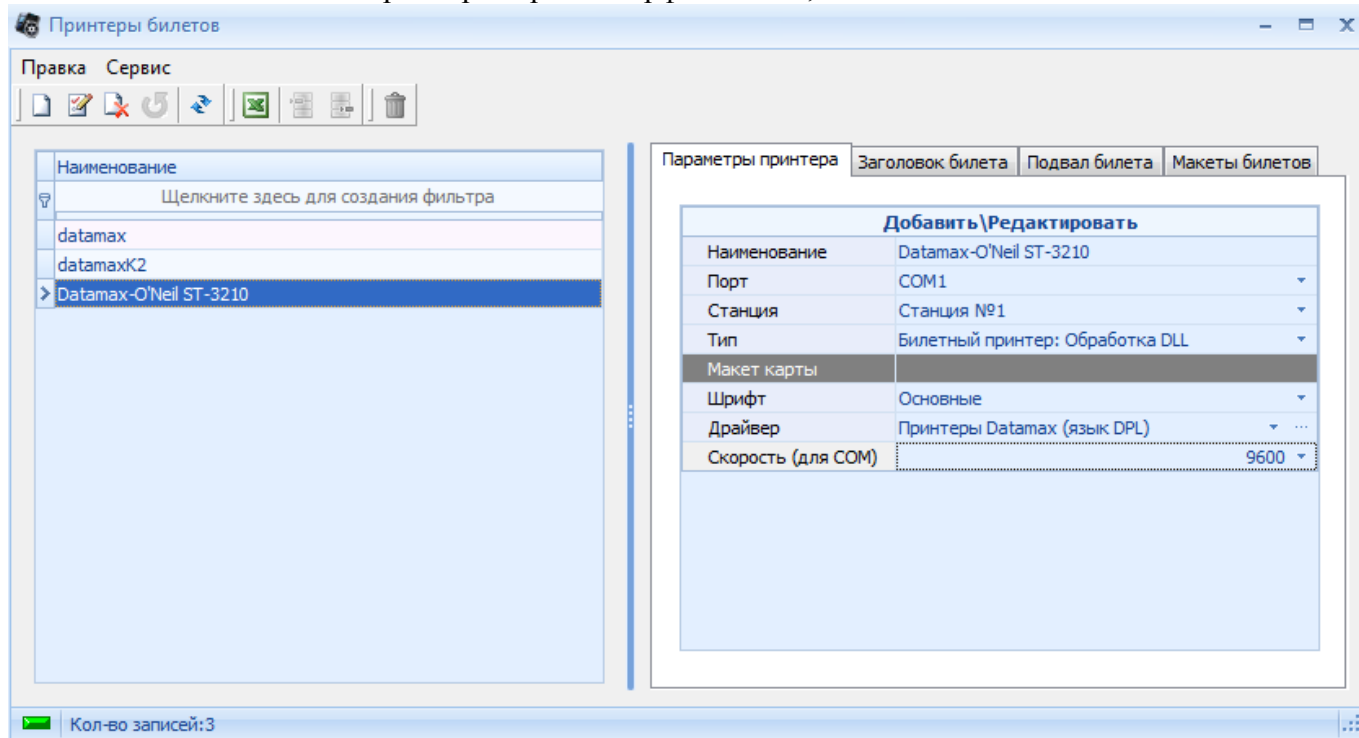 Принтеры билетов
Правка Сервис
Наименование
Щелкните здесь для создания фильтра
datamax
datamaxK2
Datamax-O'Neil ST-3210
Параметры принтера Заголовок билета Подвал билета Макеты билетов
Добавить\Редактировать
Наименование Datamax-O'Neil ST-3210
Порт COM1
Станция Станция №1
Тип Билетный принтер: Обработка DLL
Макет карты
Шрифт Основные
Драйвер Принтеры Datamax (язык DPL)
Скорость (для COM) 9600
Кол-во записей:3